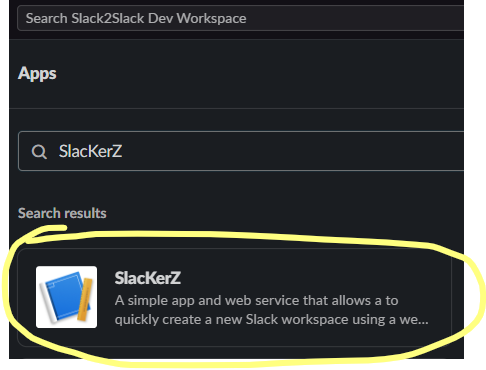 Search Slack2Slack Dev Workspace
Apps
SlacKerZ
Search results
SlacKerZ
A simple app and web service that allows a to
quickly create a new Slack workspace using a we...